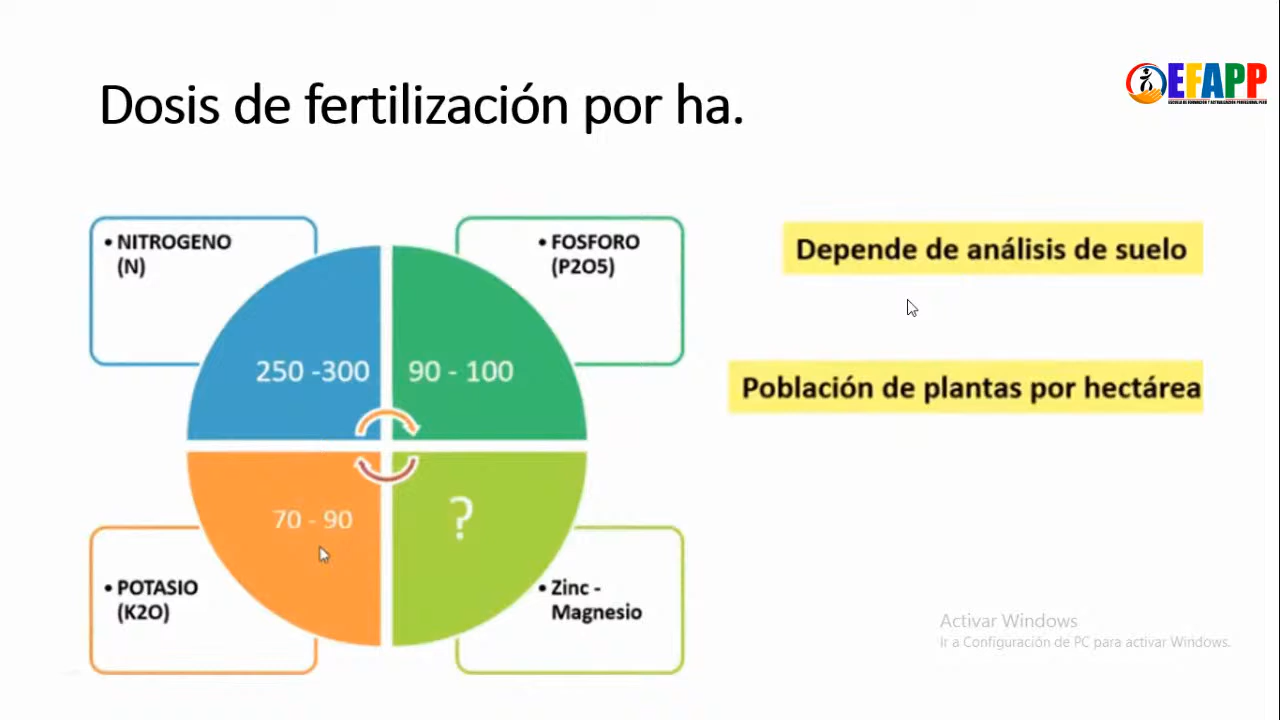 Dosis de fertilización por ha.
EFAPP
ESCUELA DE FORMACIÓN Y ACTUALIZACIÓN PROFESIONAL PERÚ
• NITROGENO
(N)
• FOSFORO
(P2O5)
250 -300
90 - 100
70 - 90
?
• POTASIO
(K2O)
• Zinc -
Magnesio
Depende de análisis de suelo
Población de plantas por hectárea
Activar Windows
Ir a Configuración de PC para activar Windows.